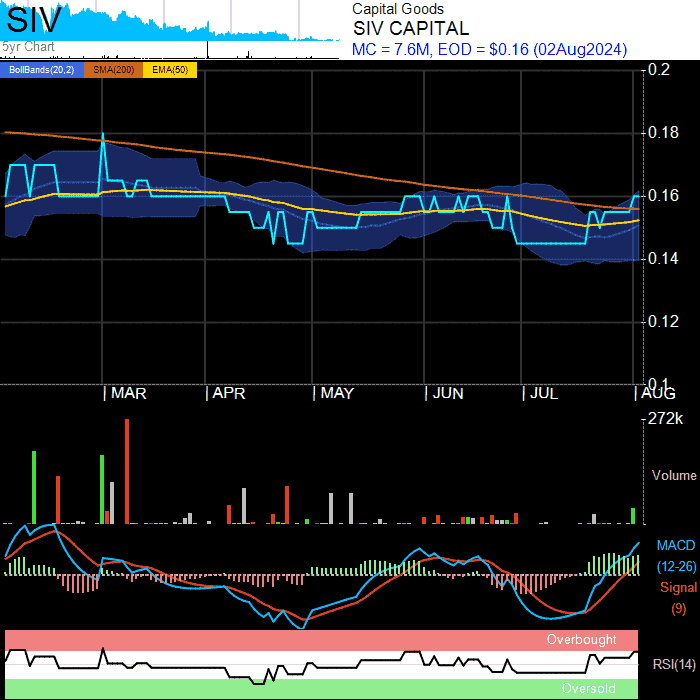 SIV
5yr Chart
Capital Goods
SIV CAPITAL
MC = 7.6M, EOD = $0.16 (02Aug2024)
BollBands(20,2) SMA(200) EMA(50)
0.2
0.18
0.16
0.14
0.12
0.1
MAR APR MAY JUN JUL AUG
272k
Volume
MACD
(12-26)
Signal
(9)
Overbought
RSI(14)
Oversold